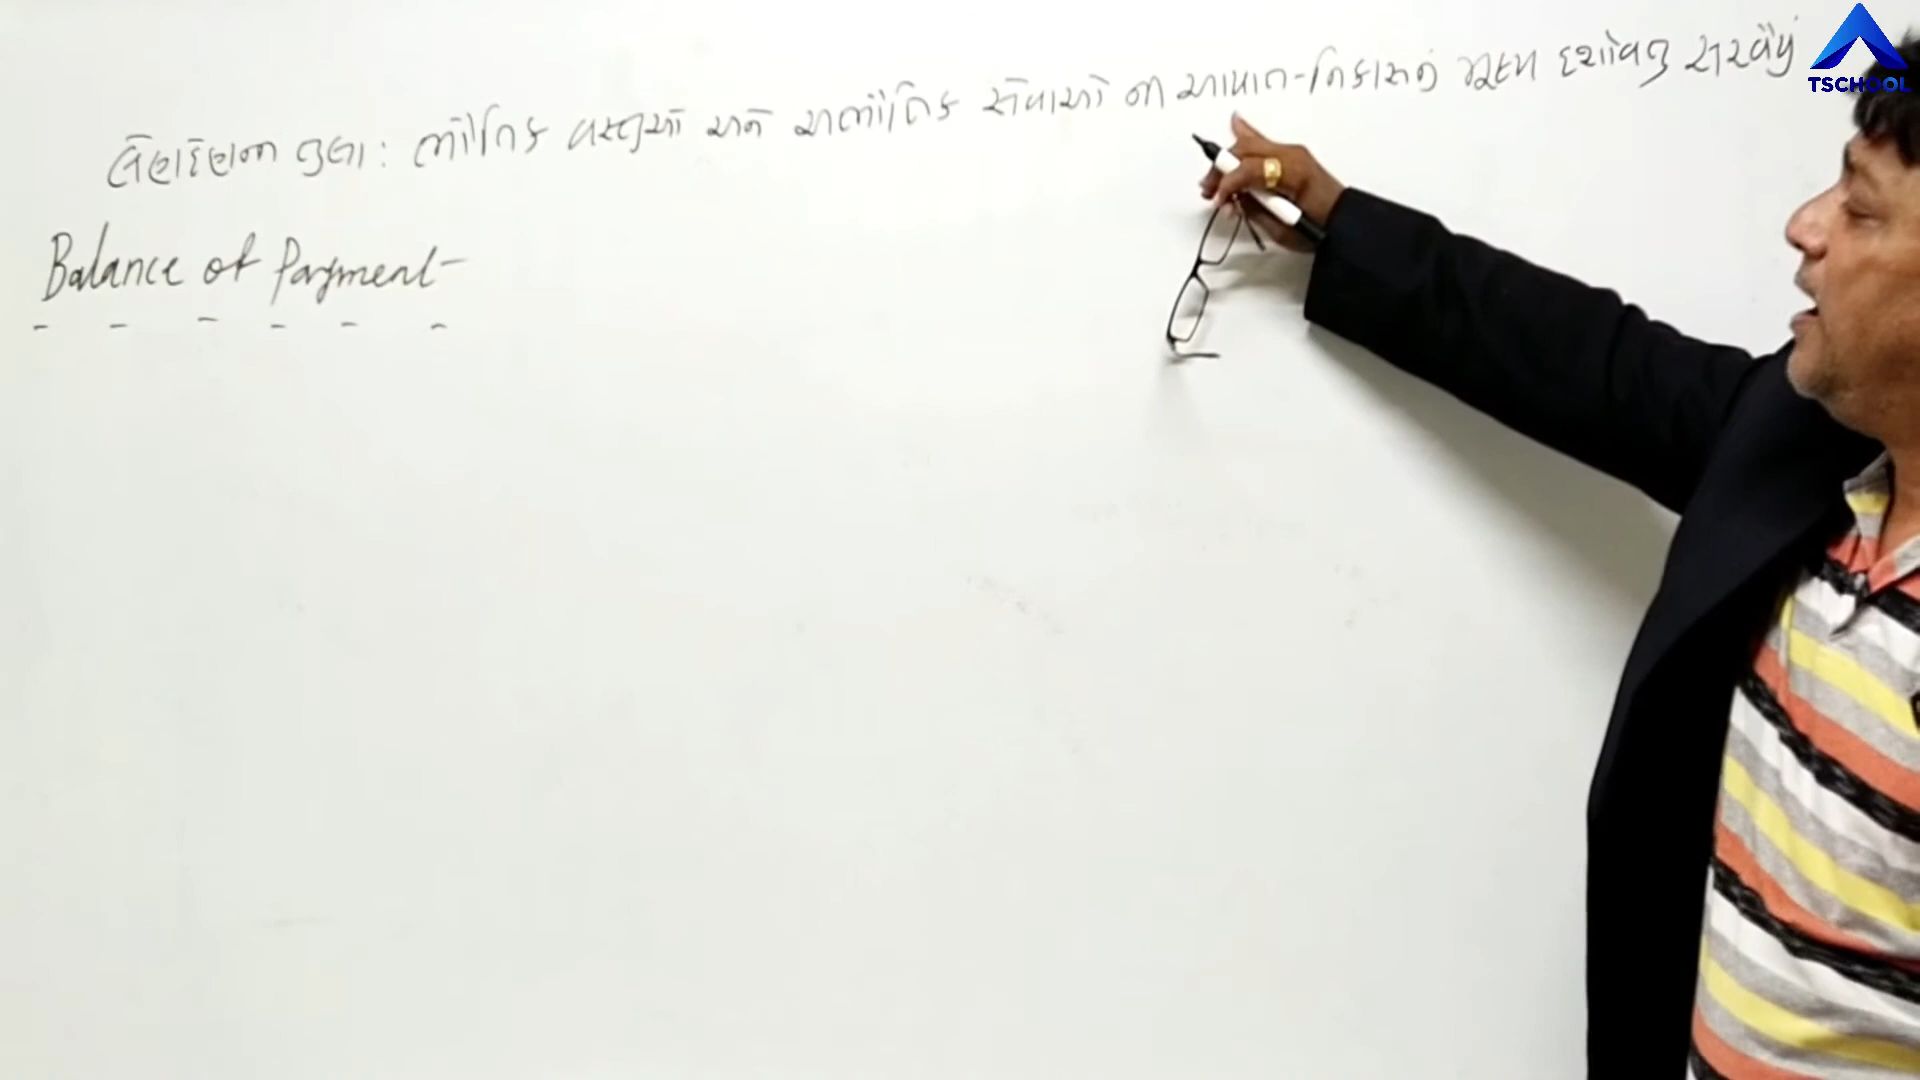 લેણદેણની તુલા : ભૌતિક વસ્તુઓ અને અભૌતિક સેવાઓ ની આયાત-નિકાસનું મૂલ્ય દર્શાવતુ સરવૈયું
Balance of Payment-
TSCHOOL